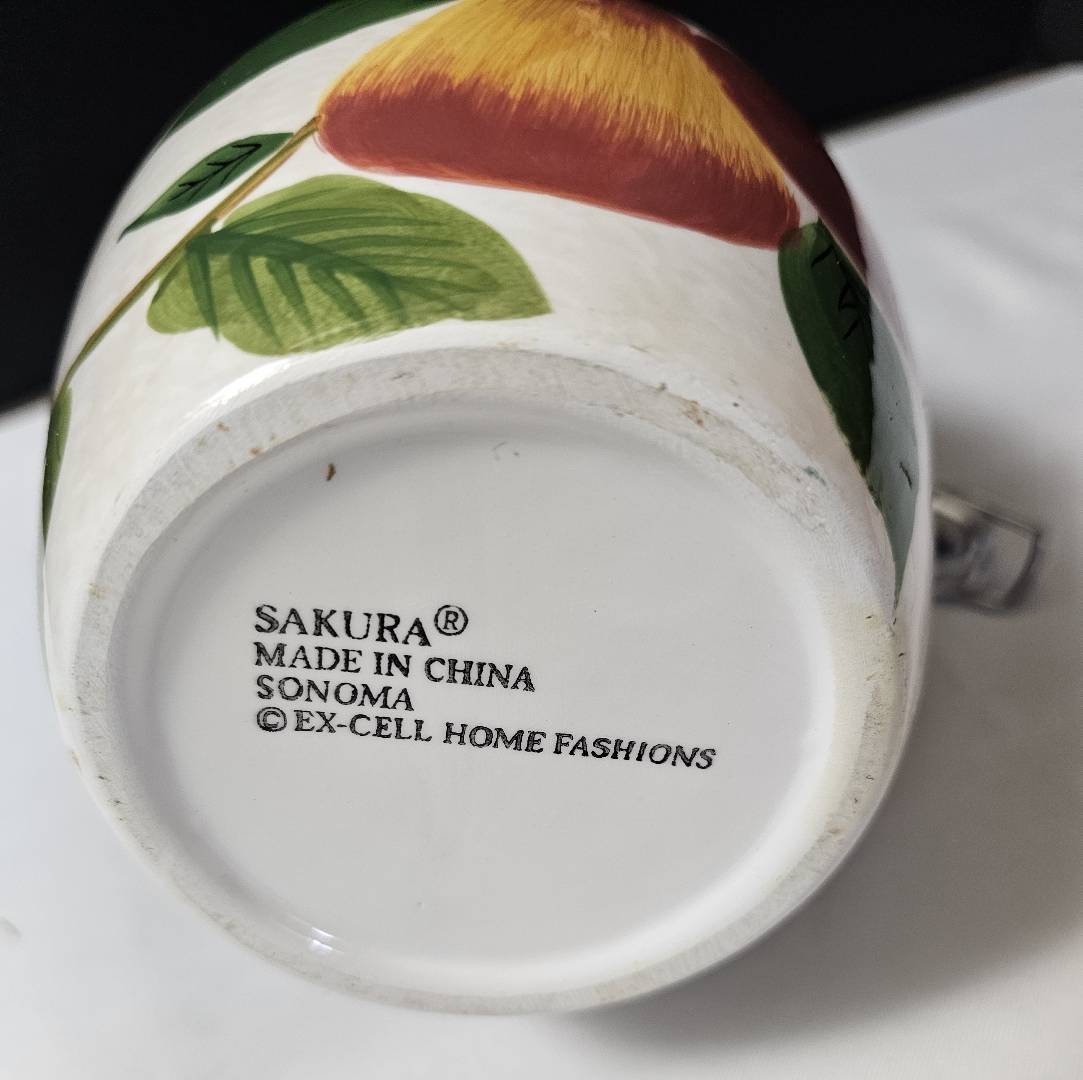 SAKURA®
MADE IN CHINA
SONOMA
© EX-CELL HOME FASHIONS